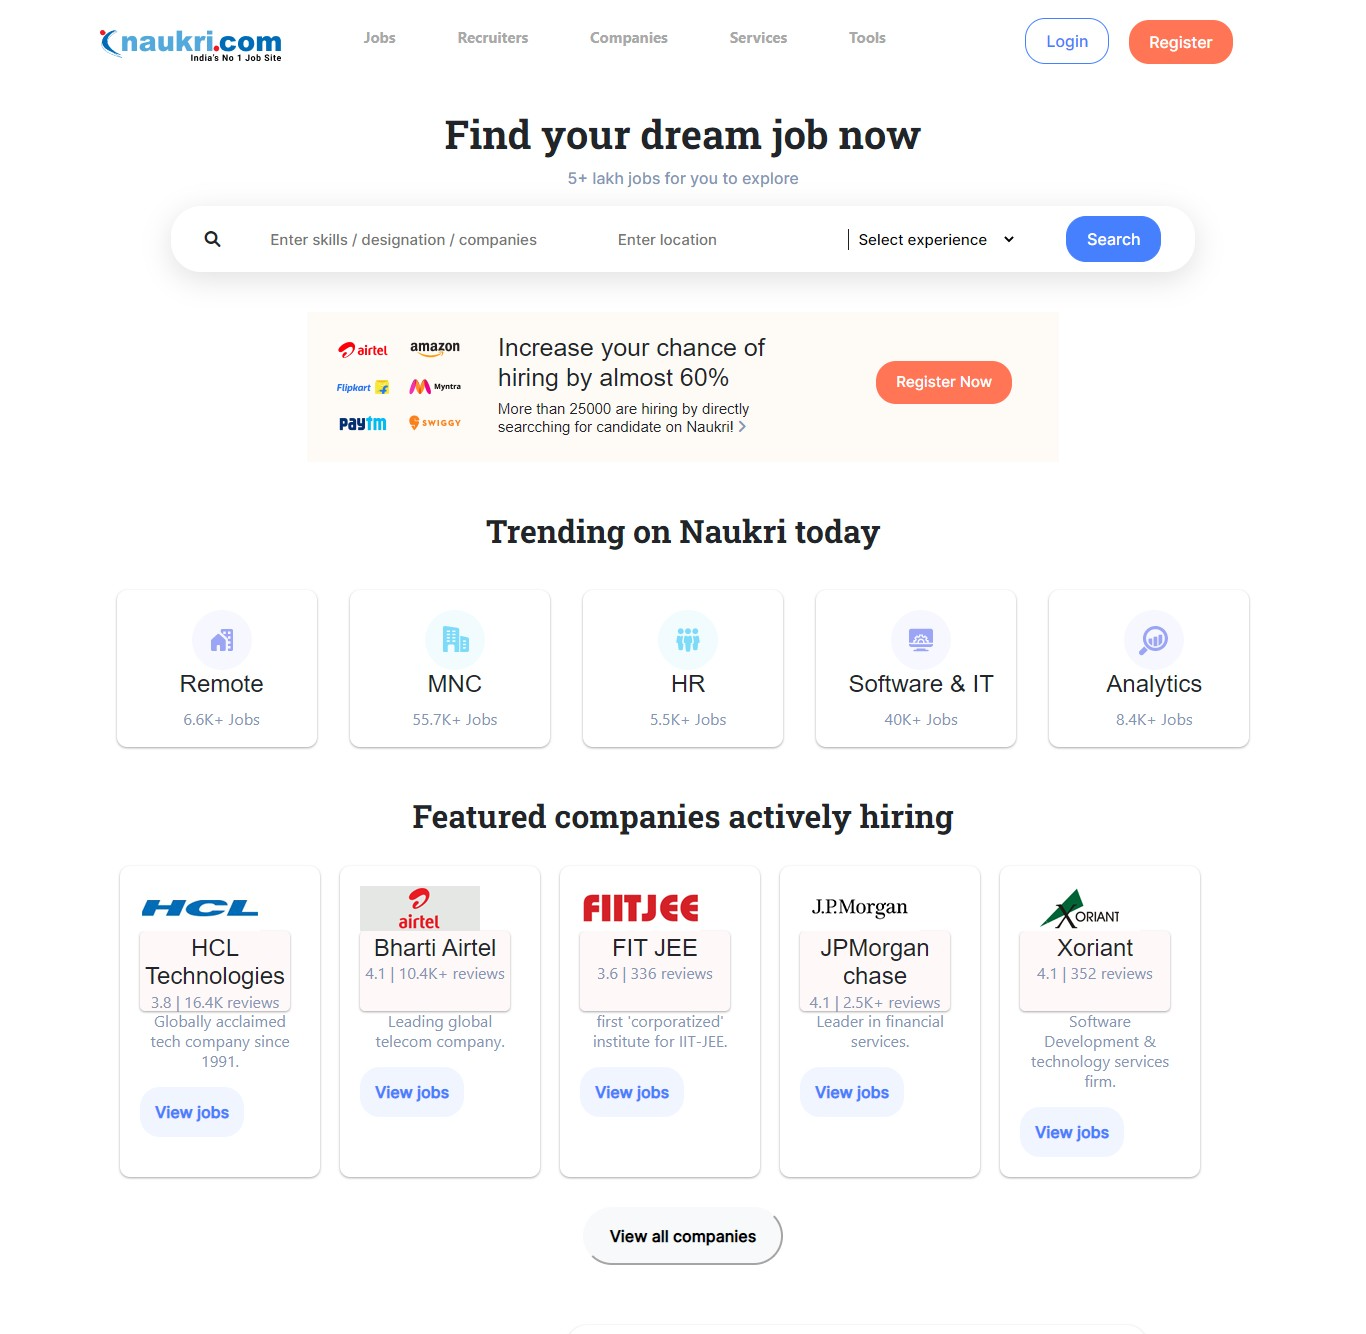 naukri.com
India's No 1 Job Site
Jobs
Recruiters
Companies
Services
Tools
Login
Register
Find your dream job now
5+ lakh jobs for you to explore
Enter skills / designation / companies
Enter location
Select experience
Search
airtel
amazon
Flipkart
Myntra
paytm
SWIGGY
Increase your chance of
hiring by almost 60%
More than 25000 are hiring by directly
searcching for candidate on Naukri!
Register Now
Trending on Naukri today
Remote
6.6K+ Jobs
MNC
55.7K+ Jobs
HR
5.5K+ Jobs
Software & IT
40K+ Jobs
Analytics
8.4K+ Jobs
Featured companies actively hiring
HCL
HCL
Technologies
3.8 | 16.4K reviews
Globally acclaimed
tech company since
1991.
View jobs
airtel
Bharti Airtel
4.1 | 10.4K+ reviews
Leading global
telecom company.
View jobs
FIITJEE
FIT JEE
3.6 | 336 reviews
first 'corporatized'
institute for IIT-JEE.
View jobs
J.P.Morgan
JPMorgan
chase
4.1 | 2.5K+ reviews
Leader in financial
services.
View jobs
XORIANT
Xoriant
4.1 | 352 reviews
Software
Development &
technology services
firm.
View jobs
View all companies